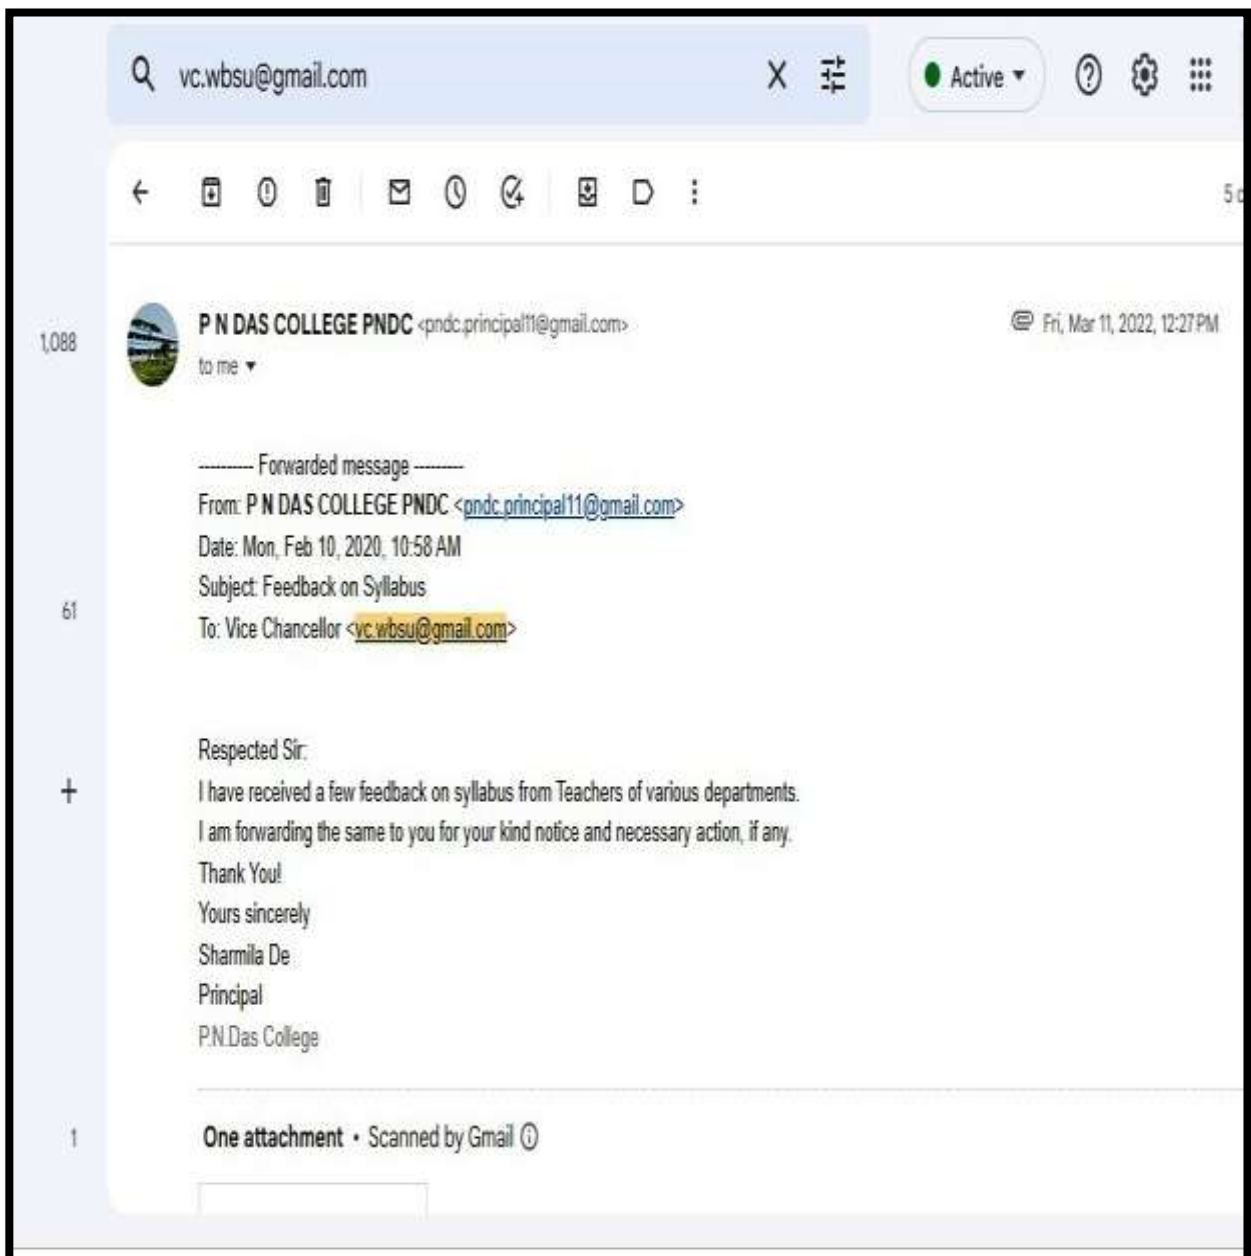 vc.wbsu@gmail.com
Active
5 o
1,088
P N DAS COLLEGE PNDC <pndc.principal11@gmail.com>
Fri, Mar 11, 2022, 12:27 PM
to me
---------- Forwarded message ---------
From: P N DAS COLLEGE PNDC <pndc.principal11@gmail.com>
Date: Mon, Feb 10, 2020, 10:58 AM
Subject: Feedback on Syllabus
61
To: Vice Chancellor <vc.wbsu@gmail.com>
Respected Sir:
I have received a few feedback on syllabus from Teachers of various departments.
I am forwarding the same to you for your kind notice and necessary action, if any.
Thank You!
Yours sincerely
Sharmila De
Principal
P.N.Das College
1
One attachment • Scanned by Gmail